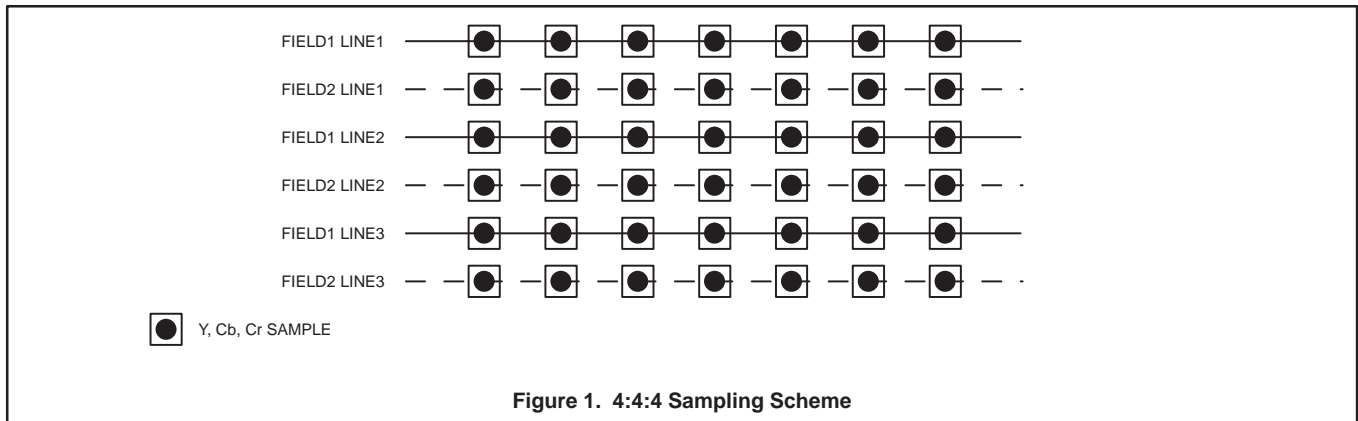 FIELD1 LINE1
FIELD2 LINE1
FIELD1 LINE2
FIELD2 LINE2
FIELD1 LINE3
FIELD2 LINE3
Y, Cb, Cr SAMPLE
Figure 1. 4:4:4 Sampling Scheme